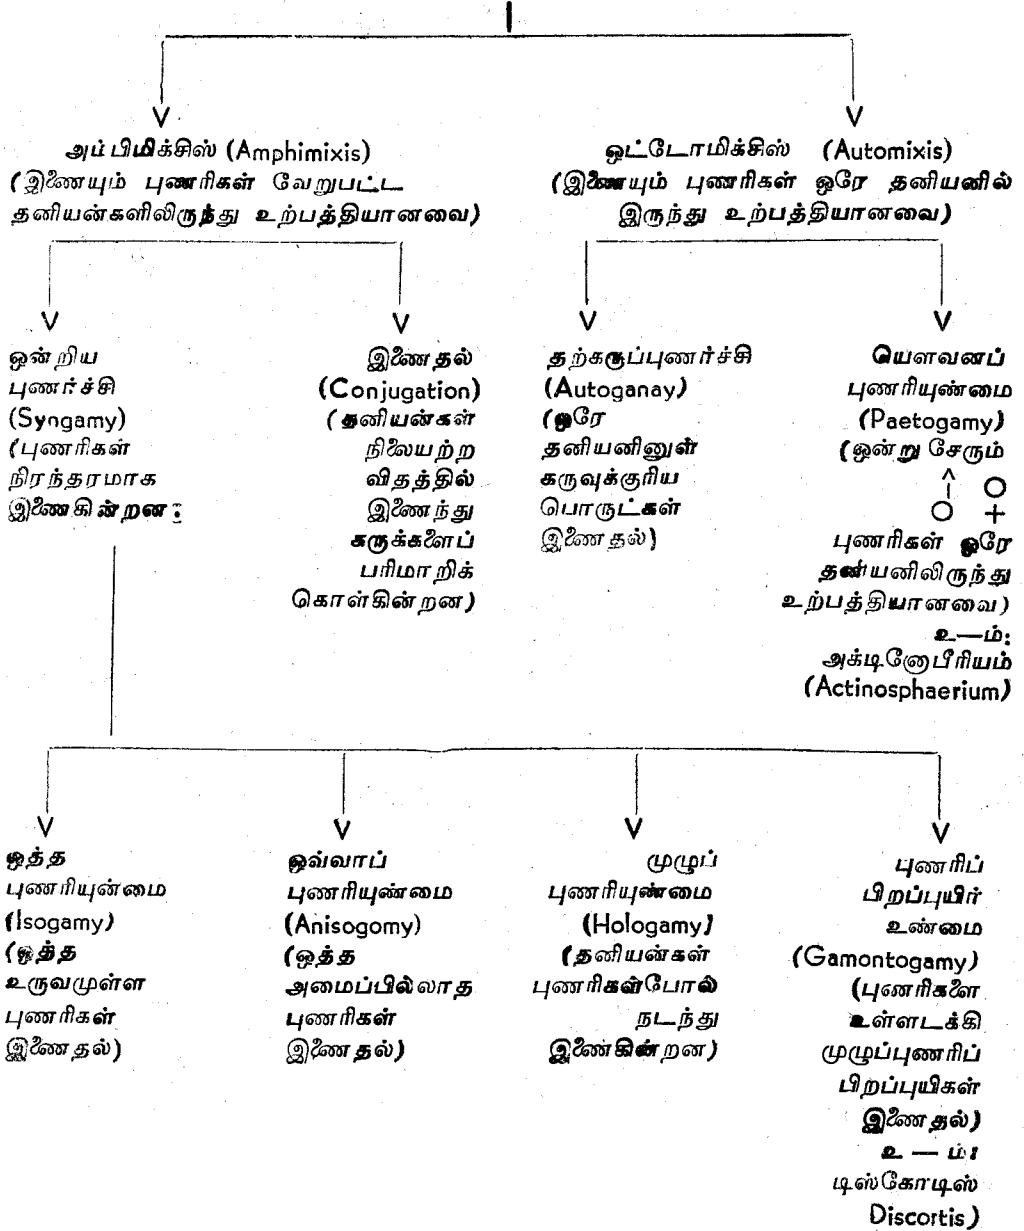 அம்பிமிக்சிஸ் (Amphimixis)
(இணையும் புணரிகள் வேறுபட்ட
தனியன்களிலிருந்து உற்பத்தியானவை)
ஒட்டோமிக்சிஸ் (Automixis)
(இணையும் புணரிகள் ஒரே தனியனில்
இருந்து உற்பத்தியானவை)
ஒன்றிய
புணர்ச்சி
(Syngamy)
(புணரிகள்
நிரந்தரமாக
இணைகின்றன:
இணைதல்
(Conjugation)
(தனியன்கள்
நிலையற்ற
விதத்தில்
இணைந்து
கருக்களைப்
பரிமாறிக்
கொள்கின்றன)
தற்கருப்புணர்ச்சி
(Autoganay)
(ஒரே
தனியனினுள்
கருவுக்குரிய
பொருட்கள்
இணைதல்)
யௌவனப்
புணரியுண்மை
(Paetogamy)
(ஒன்று சேரும்
புணரிகள் ஒரே
தனியனிலிருந்து
உற்பத்தியானவை)
உ—ம்:
அக்டினோபீரியம்
(Actinosphaerium)
ஒத்த
புணரியுன்மை
(Isogamy)
(ஒத்த
உருவமுள்ள
புணரிகள்
இணைதல்)
ஒவ்வாப்
புணரியுண்மை
(Anisogomy)
(ஒத்த
அமைப்பில்லாத
புணரிகள்
இணைதல்)
முழுப்
புணரியுண்மை
(Hologamy)
(தனியன்கள்
புணரிகள்போல்
நடந்து
இணைகின்றன)
புணரிப்
பிறப்புயிர்
உண்மை
(Gamontogamy)
(புணரிகளை
உள்ளடக்கி
முழுப்புணரிப்
பிறப்புயிகள்
இணைதல்)
உ — ம்:
டிஸ்கோடிஸ்
Discortis)